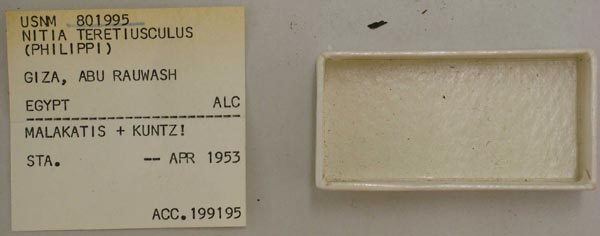 USNM 801995
NITIA TERETIUSCULUS
(PHILIPPI)
GIZA, ABU RAUWASH
EGYPT ALC
MALAKATIS + KUNTZ!
STA. -- APR 1953
ACC.199195